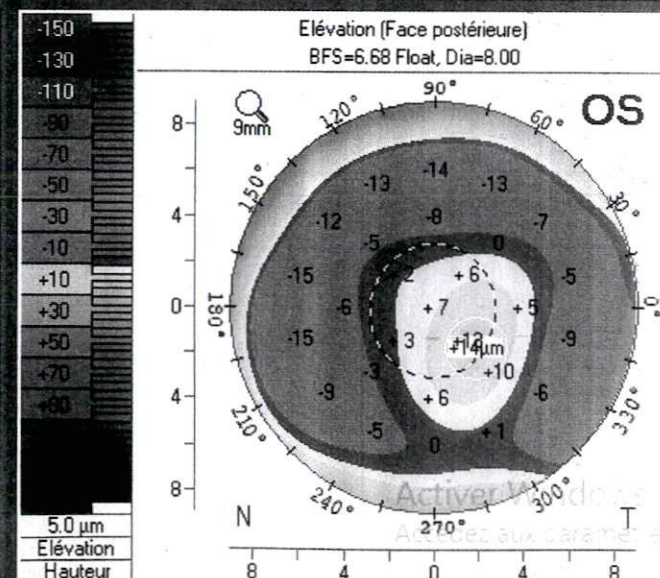 -150
-130
-110
-90
-70
-50
-30
-10
+10
+30
+50
+70
+90
5.0 µm
Elévation
Hauteur
Elévation (Face postérieure)
BFS=6.68 Float, Dia=8.00
OS
9mm
90°
120° 60°
150° 30°
180° 0°
210° 330°
240° 300°
270°
8
4
0
4
8
-14
-13 -13
-12 -8 -7
-5 0
-15 -2 +6 -5
-6 +7 +5
-15 3 -9
+14µm
-3 +10
-9 +6 -6
-5 0 +1
N T
Activer Windows
Accédez aux paramètre
8 4 0 4 8